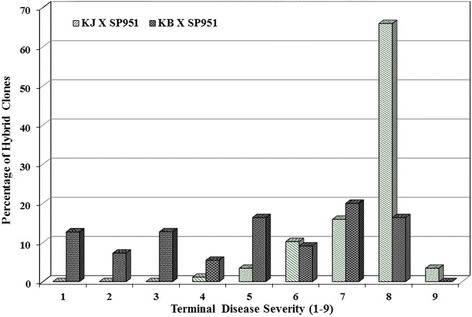 70
KJ X SP951 KB X SP951
60
50
40
30
20
10
0
Percentage of Hybrid Clones
1 2 3 4 5 6 7 8 9
Terminal Disease Severity (1-9)